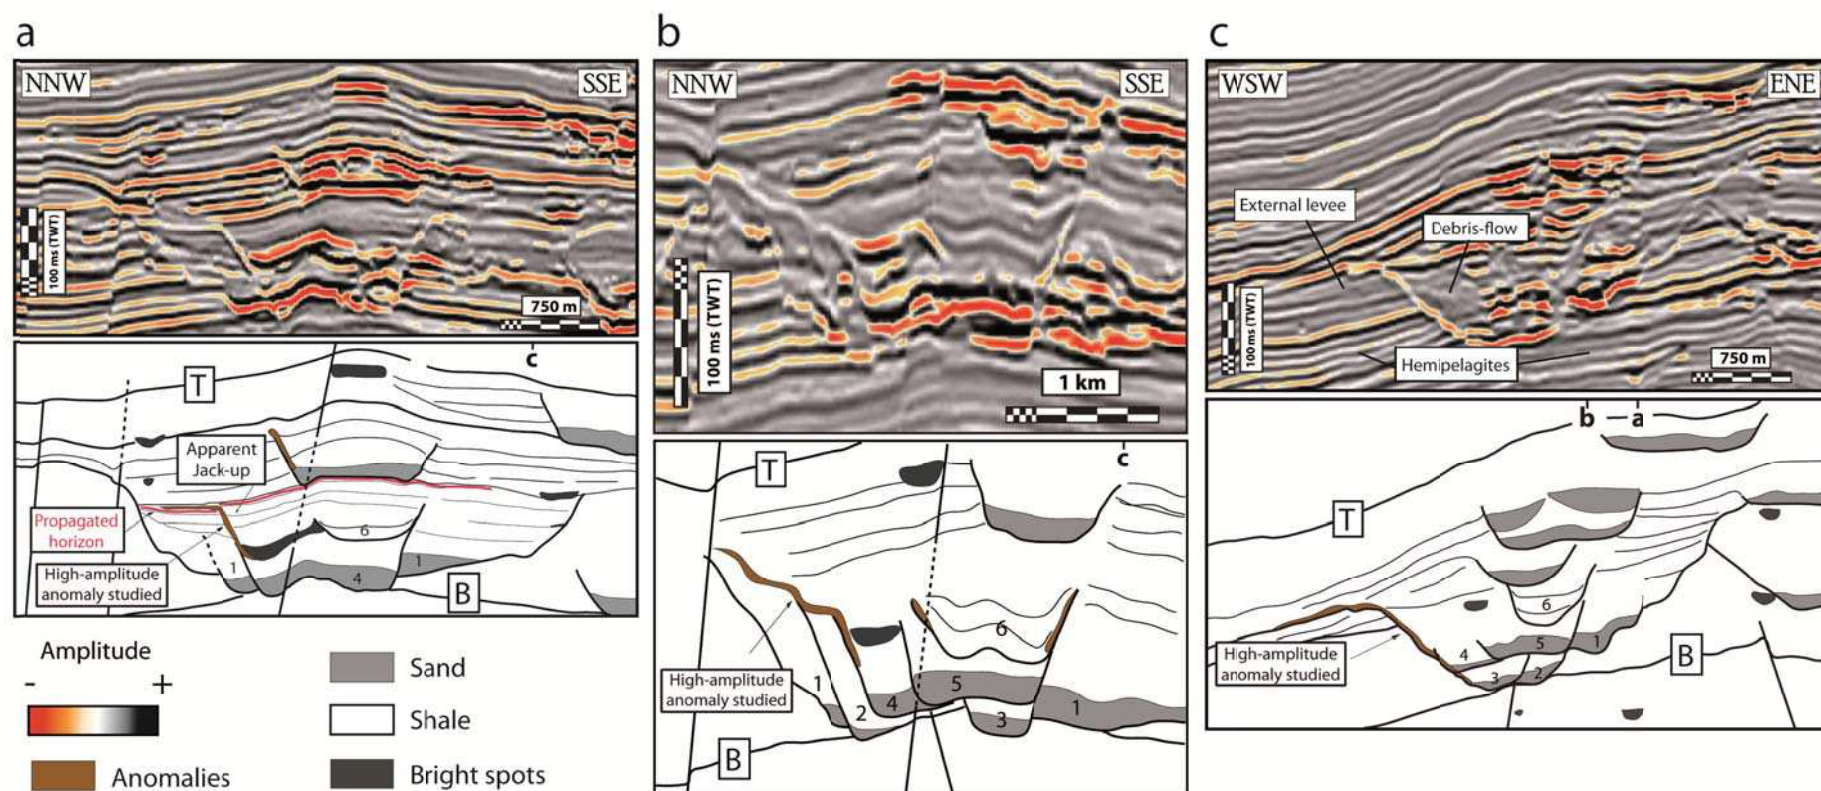 a
NNW
SSE
100 ms (TWT)
750 m
c
T
Apparent
Jack-up
Propagated
horizon
High-amplitude
anomaly studied
6
1
4
1
B
Amplitude
- +
Anomalies
Sand
Shale
Bright spots
b
NNW
SSE
100 ms (TWT)
1 km
c
T
High-amplitude
anomaly studied
6
1
2
4
5
3
1
B
c
WSW
ENE
External levee
Debris-flow
100 ms (TWT)
Hemipelagites
750 m
b
a
T
6
High-amplitude
anomaly studied
4
5
1
3
2
B